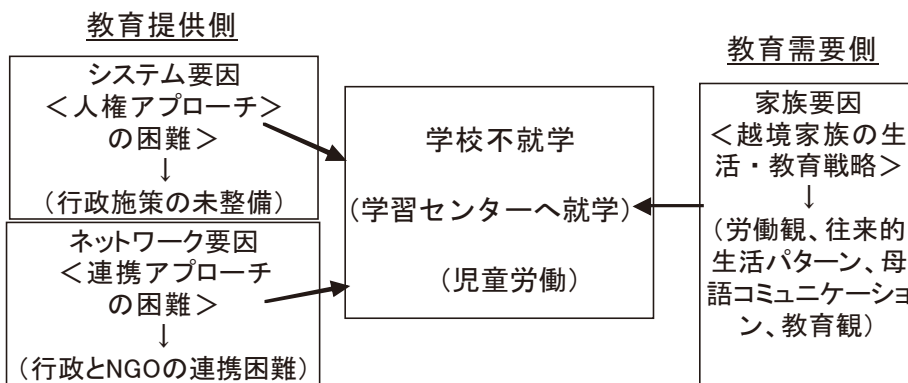 教育提供側
システム要因
＜人権アプローチ＞
の困難＞
↓
（行政施策の未整備）
ネットワーク要因
＜連携アプローチ
の困難＞
↓
（行政とNGOの連携困難）
学校不就学
（学習センターへ就学）
（児童労働）
教育需要側
家族要因
＜越境家族の生
活・教育戦略＞
↓
（労働観、往来的
生活パターン、母
語コミュニケーショ
ン、教育観）